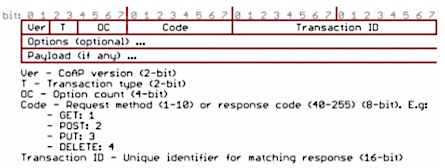 bit: 0 1 2 3 4 5 6 7 0 1 2 3 4 5 6 7 0 1 2 3 4 5 6 7 0 1 2 3 4 5 6 7
Ver T OC Code Transaction ID
Options (optional) ...
Payload (if any) ...
Ver - CoAP version (2-bit)
T - Transaction type (2-bit)
OC - Option count (4-bit)
Code - Request method (1-10) or response code (40-255) (8-bit). E.g:
- GET: 1
- POST: 2
- PUT: 3
- DELETE: 4
Transaction ID - Unique identifier for matching response (16-bit)